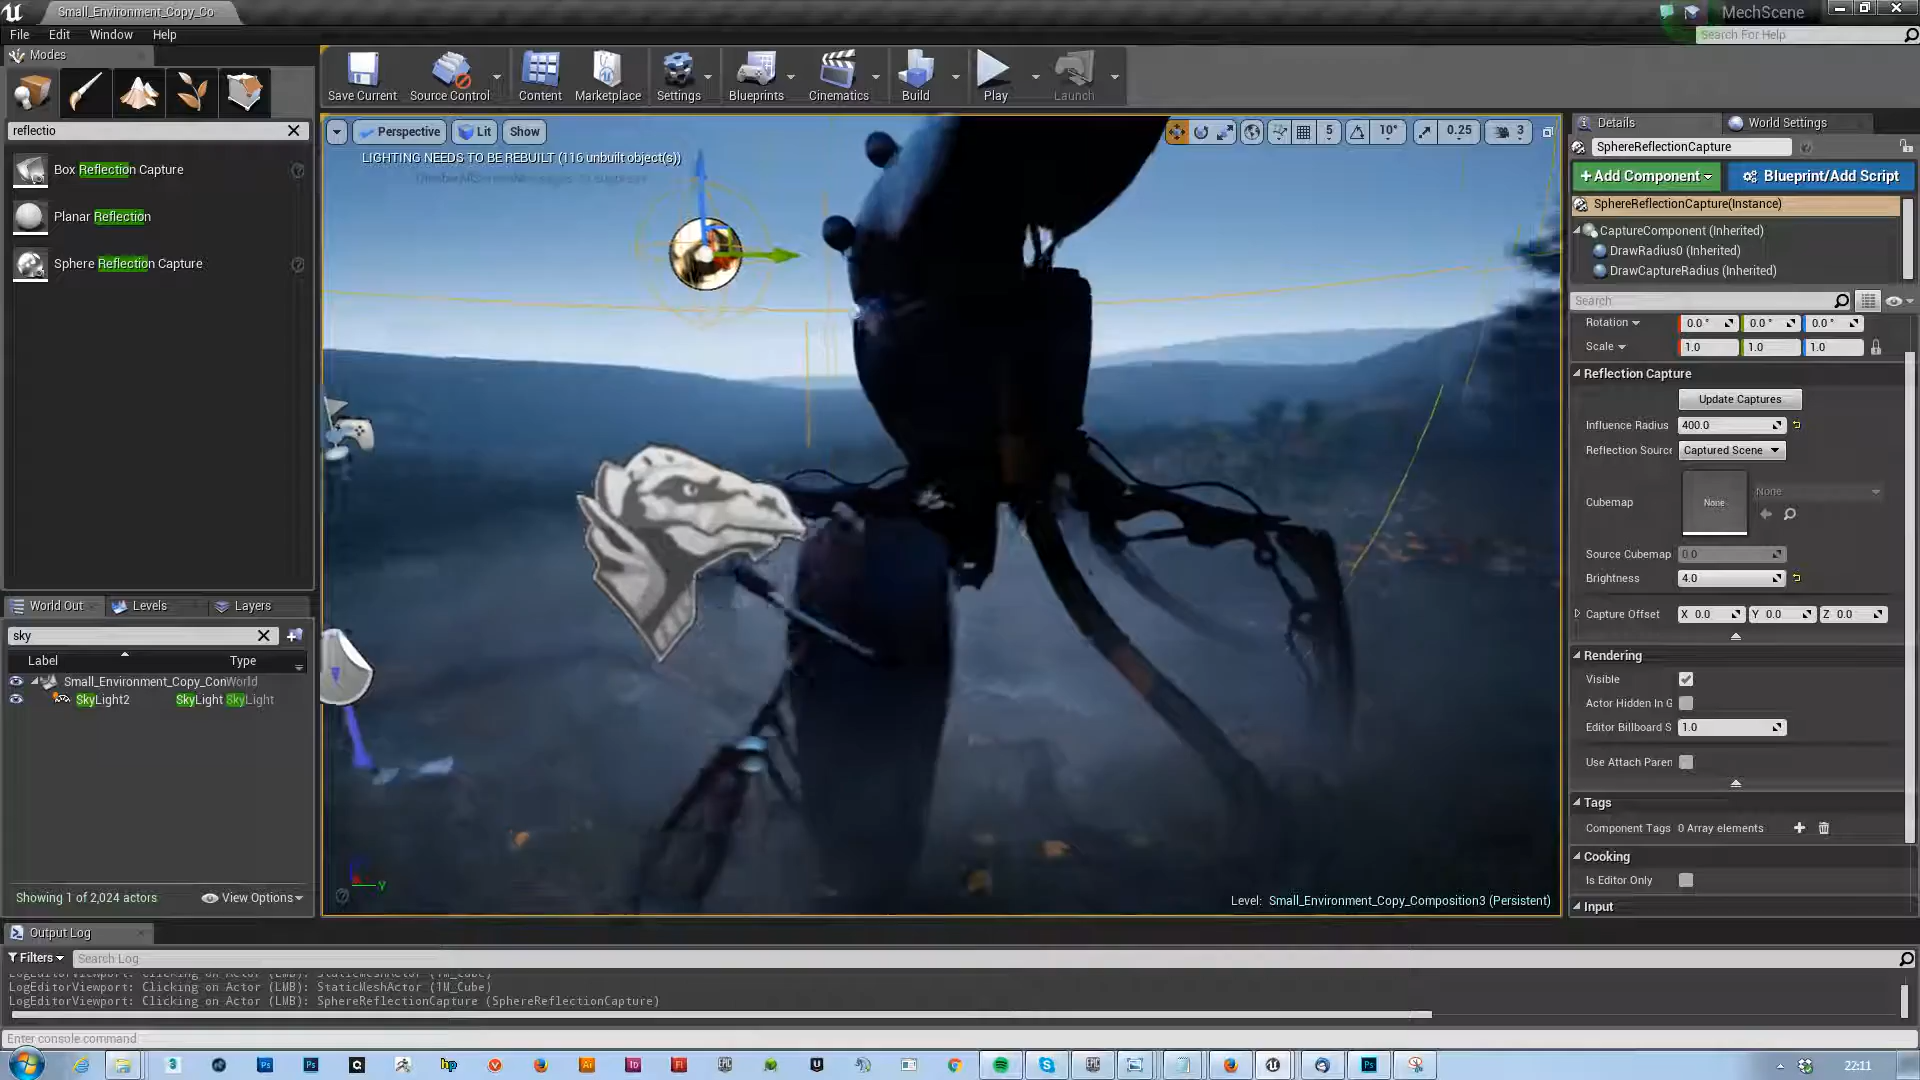 Small_Environment_Copy_Co
MechScene
File Edit Window Help
Search For Help
Modes
Save Current Source Control Content Marketplace Settings Blueprints Cinematics Build Play Launch
reflectio
Box Reflection Capture
Planar Reflection
Sphere Reflection Capture
Perspective Lit Show 5 10° 0.25 3
LIGHTING NEEDS TO BE REBUILT (116 unbuilt object(s))
Level: Small_Environment_Copy_Composition3 (Persistent)
Details World Settings
SphereReflectionCapture
+Add Component Blueprint/Add Script
SphereReflectionCapture(Instance)
CaptureComponent (Inherited)
DrawRadius0 (Inherited)
DrawCaptureRadius (Inherited)
Search
Rotation 0.0° 0.0° 0.0°
Scale 1.0 1.0 1.0
Reflection Capture
Update Captures
Influence Radius 400.0
Reflection Source Captured Scene
Cubemap None None
Source Cubemap 0.0
Brightness 4.0
Capture Offset X 0.0 Y 0.0 Z 0.0
Rendering
Visible
Actor Hidden In G
Editor Billboard S 1.0
Use Attach Paren
Tags
Component Tags 0 Array elements
Cooking
Is Editor Only
Input
World Out Levels Layers
sky
Label Type
Small_Environment_Copy_Con World
SkyLight2 SkyLight SkyLight
Showing 1 of 2,024 actors View Options
Output Log
Filters Search Log
LogEditorViewport: Clicking on Actor (LMB): StaticMeshActor (1M_Cube)
LogEditorViewport: Clicking on Actor (LMB): StaticMeshActor (1M_Cube)
LogEditorViewport: Clicking on Actor (LMB): SphereReflectionCapture (SphereReflectionCapture)
Enter console command
22:11